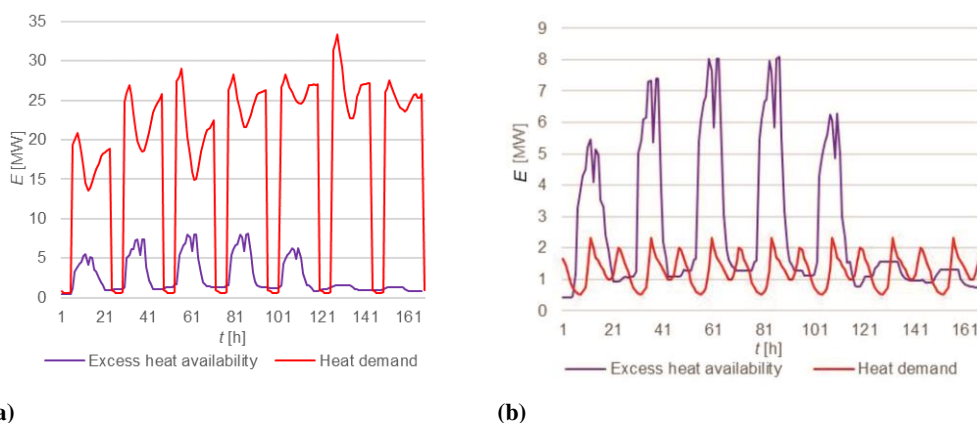 35
30
25
20
15
10
5
0
E [MW]
1 21 41 61 81 101 121 141 161
t [h]
Excess heat availability Heat demand
9
8
7
6
5
4
3
2
1
0
E [MW]
1 21 41 61 81 101 121 141 161
t [h]
Excess heat availability Heat demand
a)
(b)